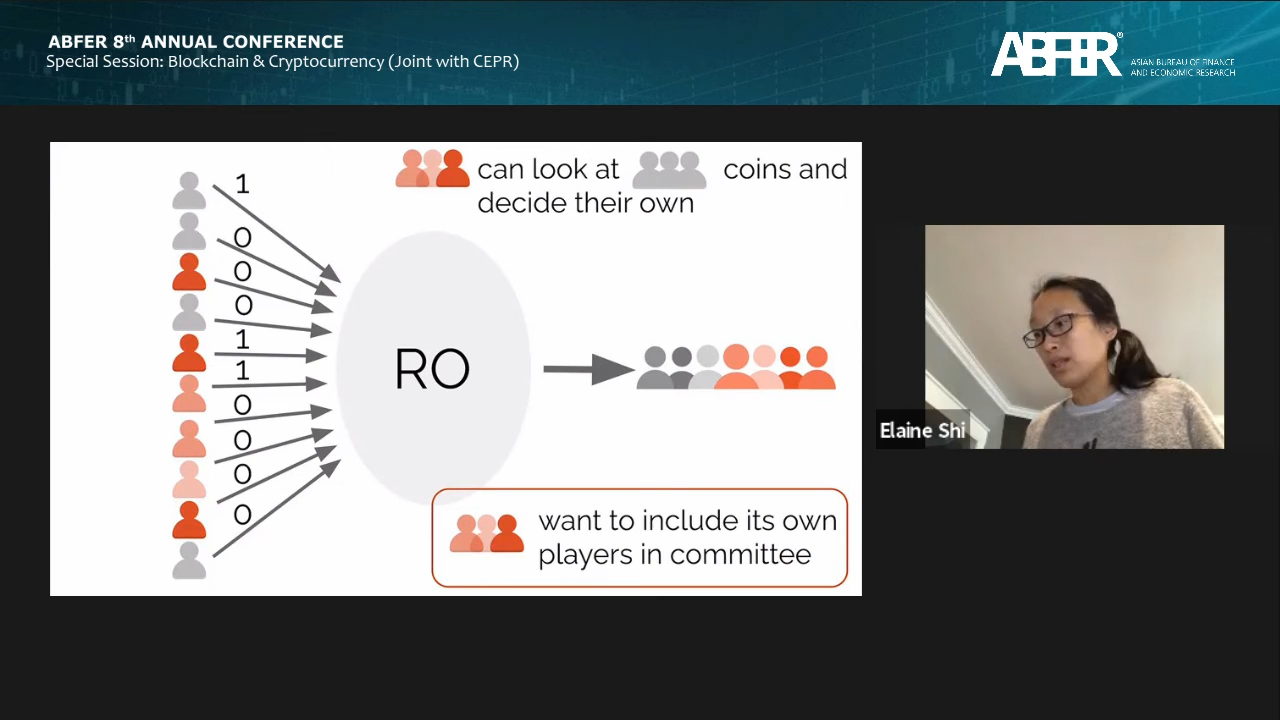 ABFER 8th ANNUAL CONFERENCE
Special Session: Blockchain & Cryptocurrency (Joint with CEPR)
ABFER®
ASIAN BUREAU OF FINANCE
AND ECONOMIC RESEARCH
can look at coins and
decide their own
1
0
0
0
1
1
0
0
0
0
RO
want to include its own
players in committee
Elaine Shi